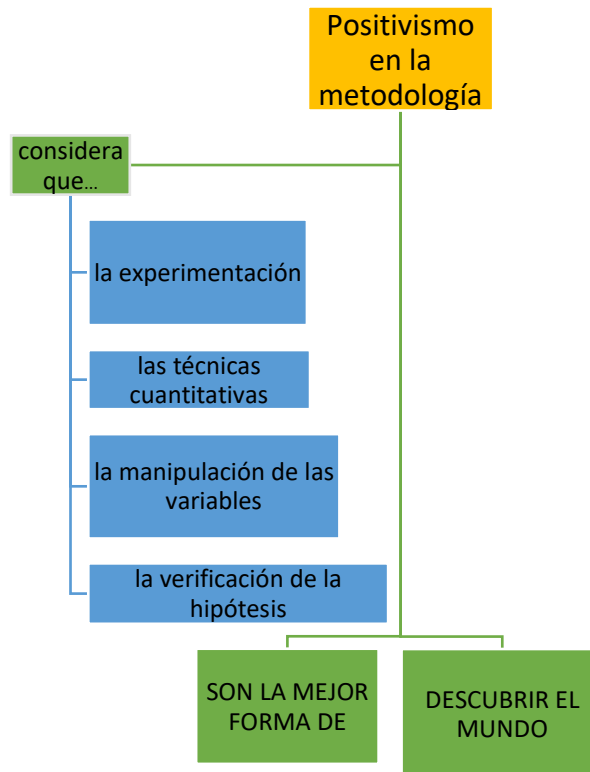 Positivismo
en la
metodología
considera
que...
la experimentación
las técnicas
cuantitativas
la manipulación de las
variables
la verificación de la
hipótesis
SON LA MEJOR
FORMA DE
DESCUBRIR EL
MUNDO